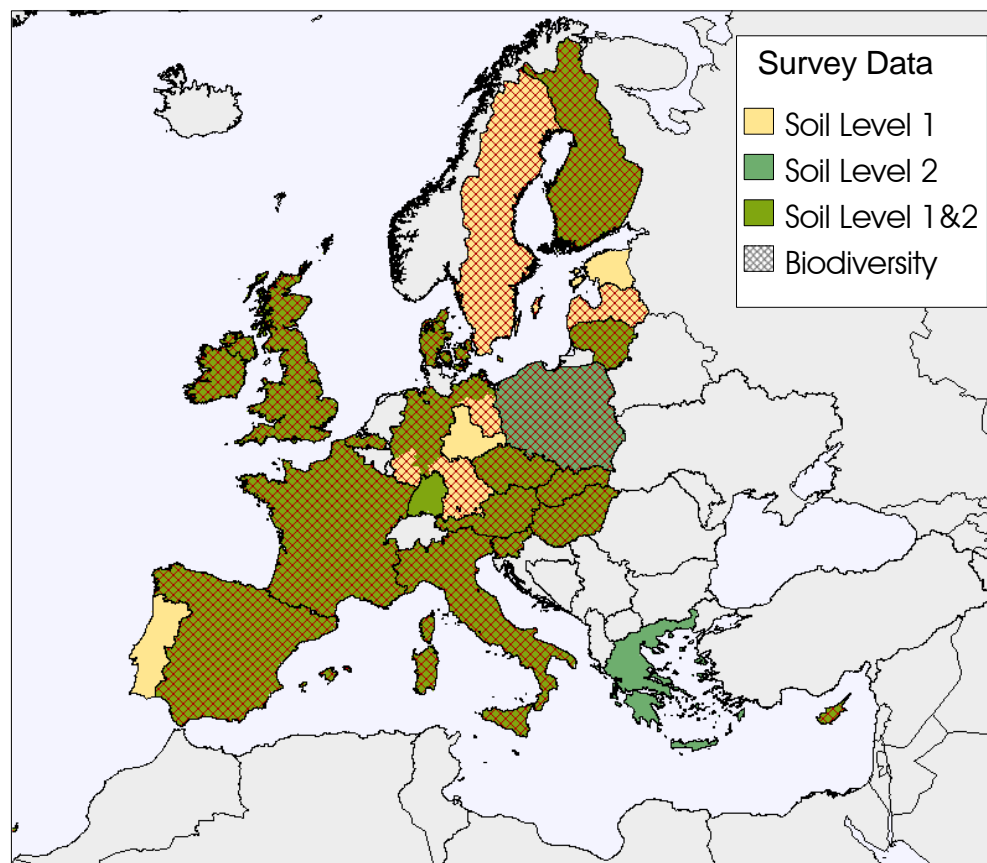 Survey Data
Soil Level 1
Soil Level 2
Soil Level 1&2
Biodiversity